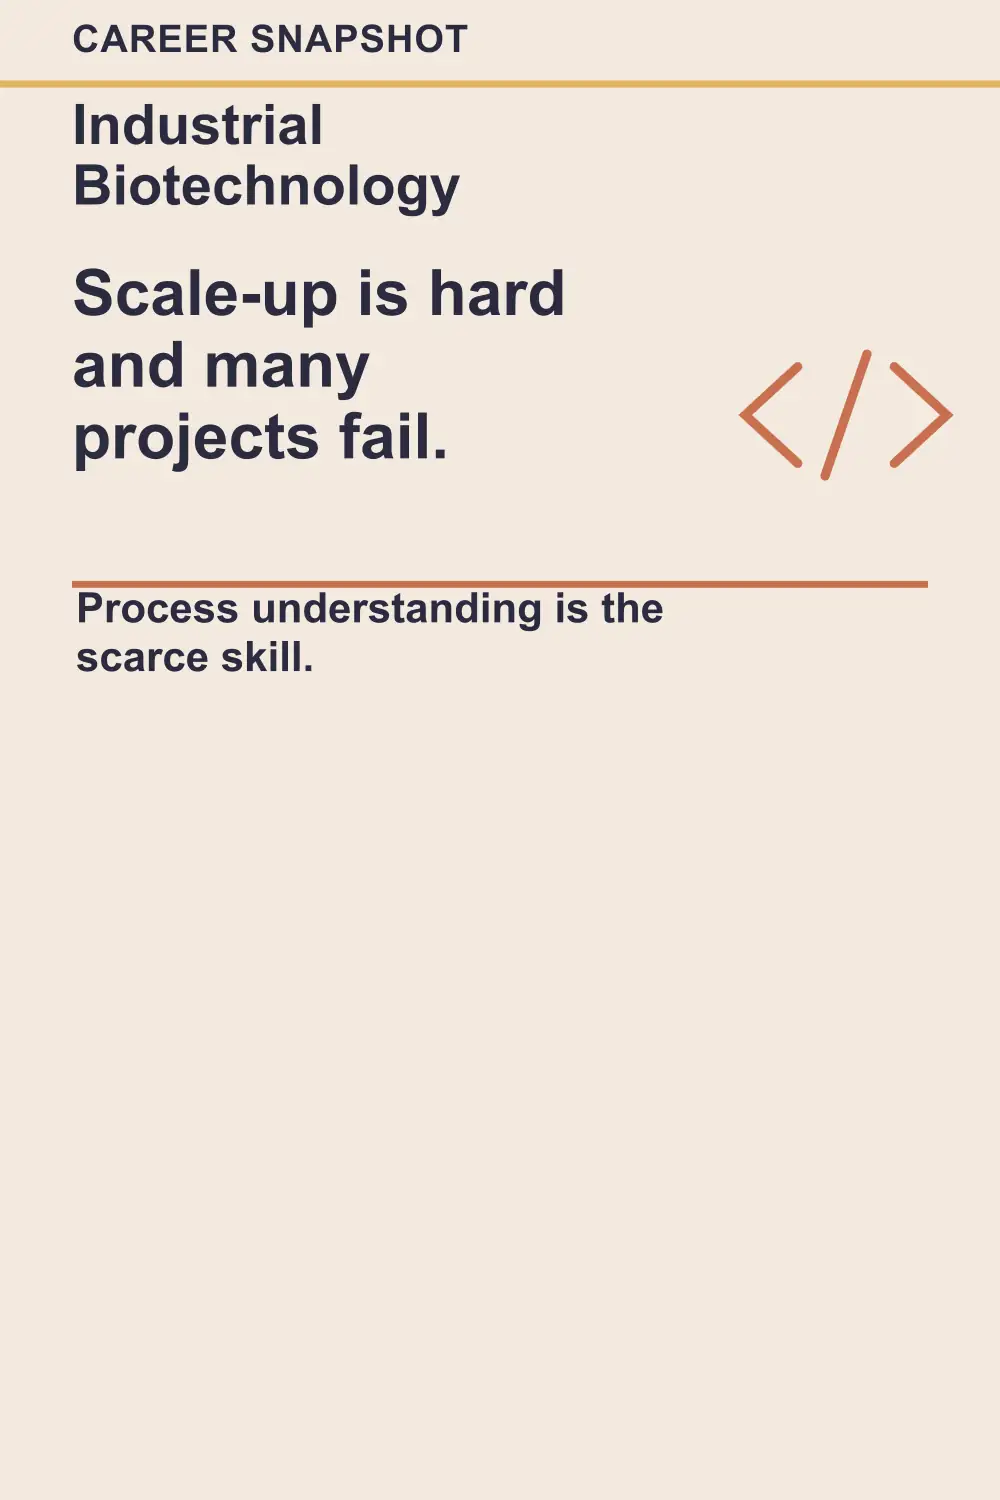 CAREER SNAPSHOT
Industrial
Biotechnology
Scale-up is hard
and many
projects fail.
Process understanding is the
scarce skill.